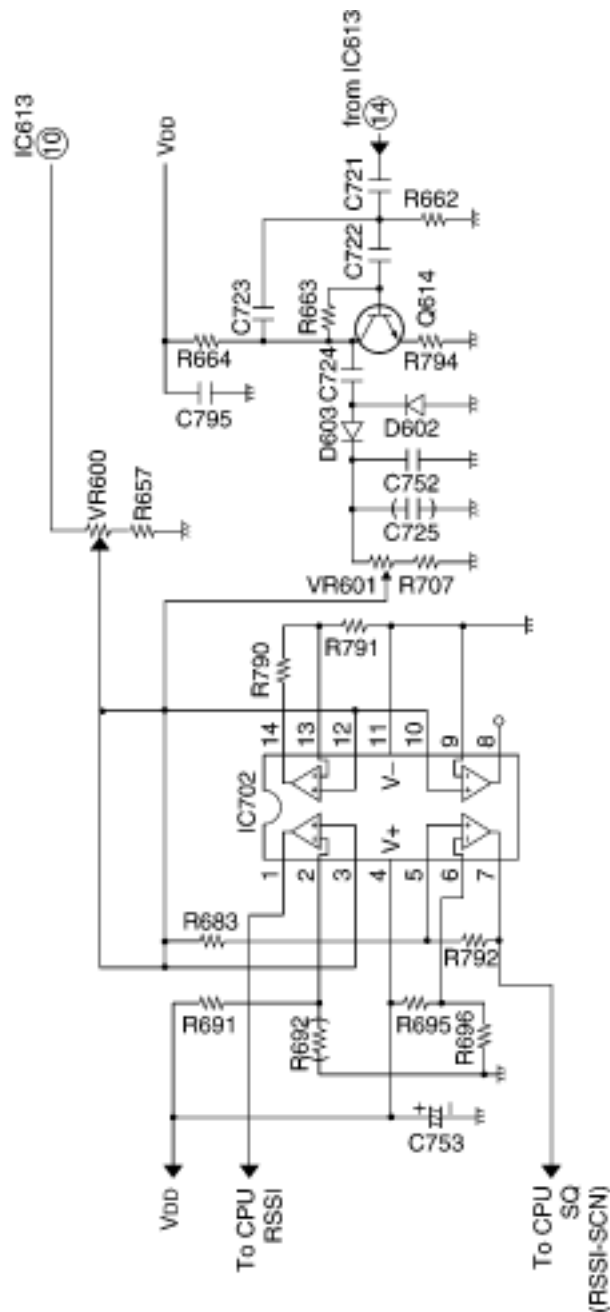 IC613
10
VDD
from IC613
14
C721
R662
C722
C723
R663
Q614
R664
C724
R794
C795
D603
D602
VR600
R657
C752
C725
VR601
R707
R790
R791
14
13
12
11
10
9
8
IC702
V-
V+
1
2
3
4
5
6
7
R683
R792
R691
R692
R695
R696
C753
+
VDD
To CPU
RSSI
To CPU
SQ
(RSSI-SCN)